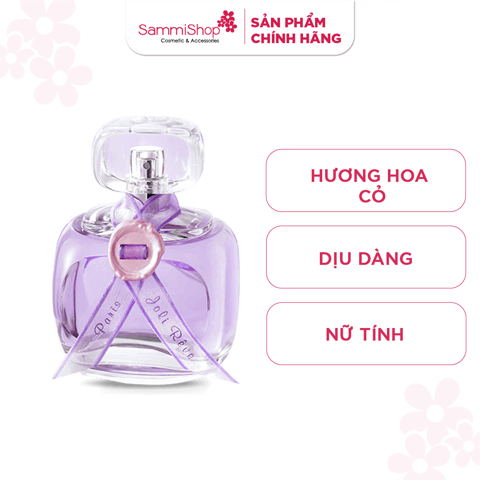 SammiShop
Cosmetic & Accessories
SẢN PHẨM
CHÍNH HÃNG
HƯƠNG HOA
CỎ
DỊU DÀNG
NỮ TÍNH
Paris
Joli Rêve